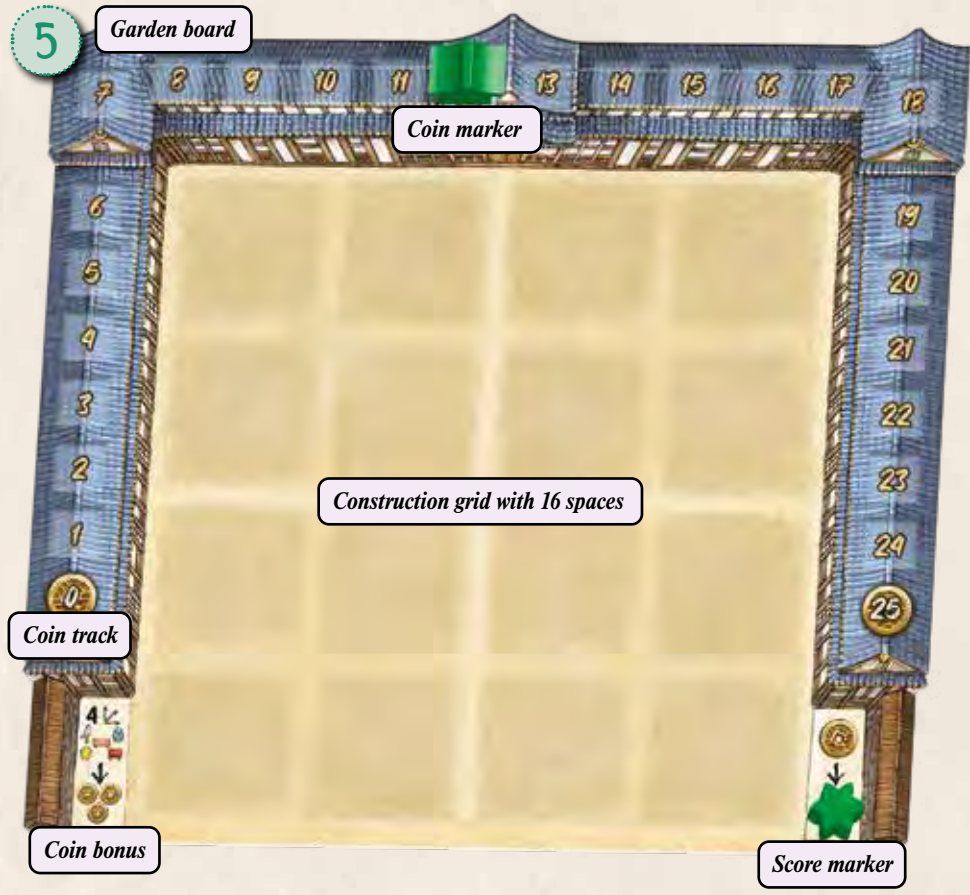 5
Garden board
7 8 9 10 11 13 14 15 16 17 18
Coin marker
6 19
5 20
4 21
3 22
2 23
Construction grid with 16 spaces
1 24
0 25
Coin track
4
Coin bonus
Score marker